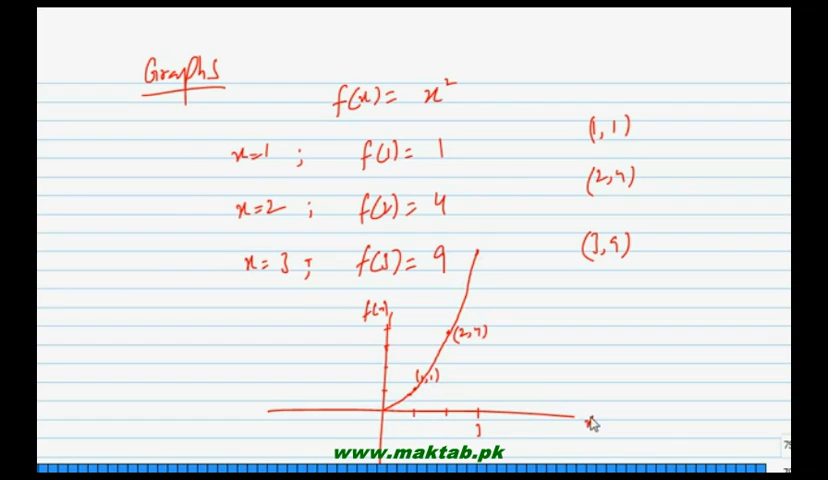 Graphs
f(x) = x²
(1, 1)
x=1 ; f(1) = 1
(2,4)
x=2 ; f(2) = 4
(3,9)
x= 3 ; f(3) = 9
f(x)
(2,4)
(1,1)
3
x
www.maktab.pk